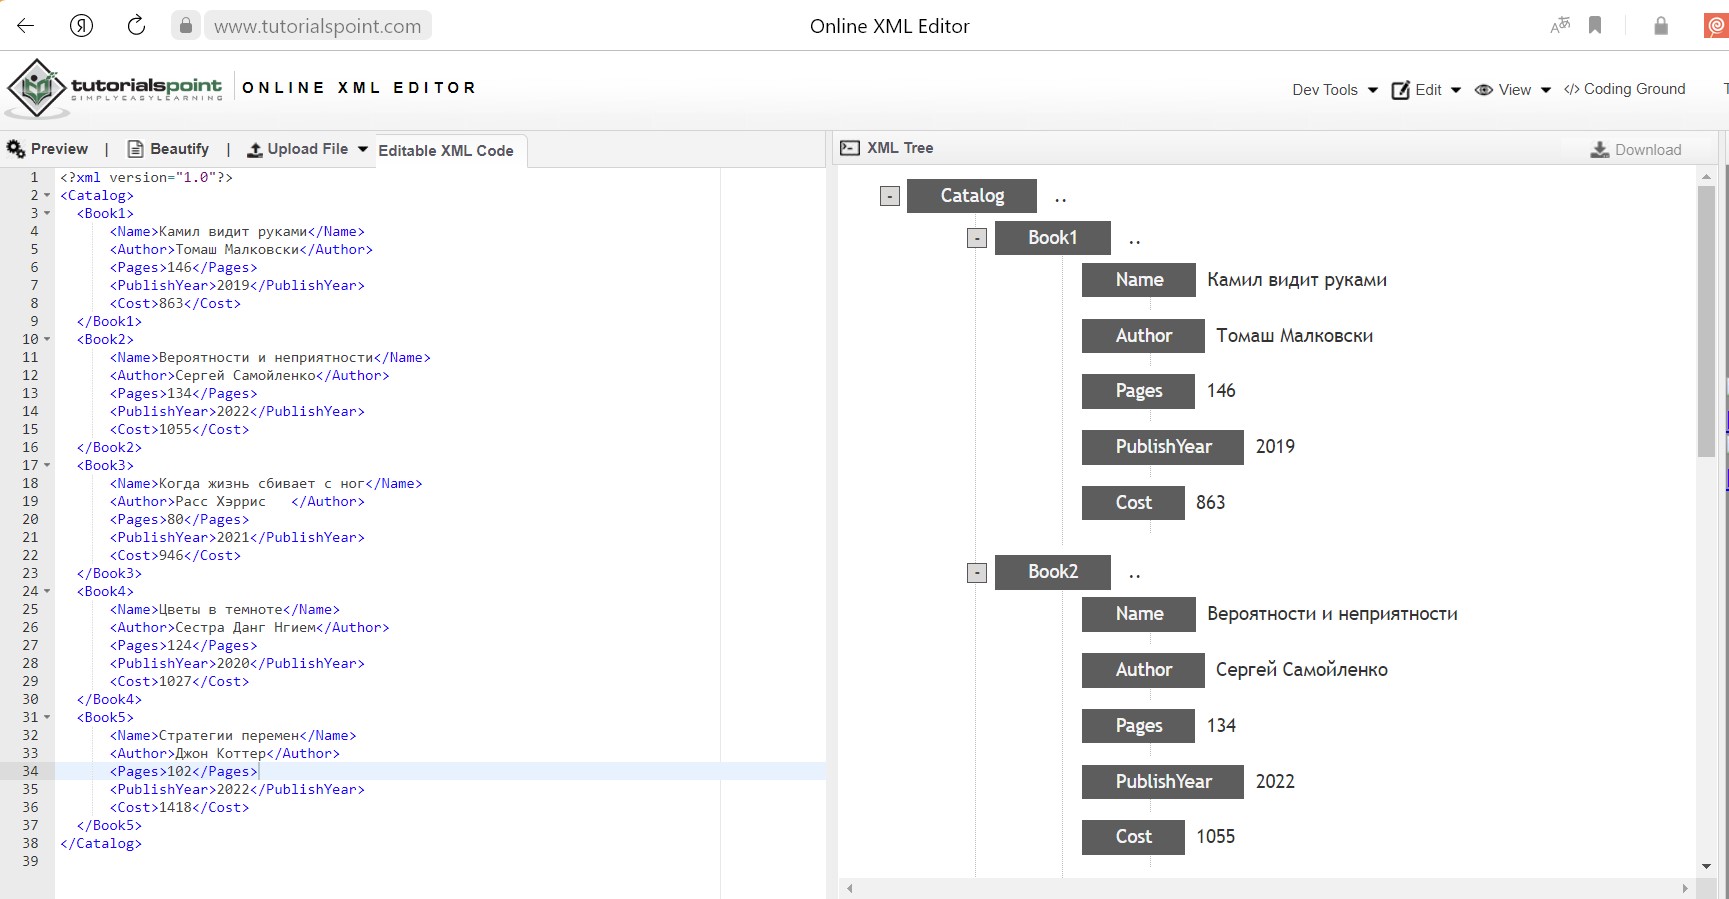 www.tutorialspoint.com
Online XML Editor
tutorialspoint
SIMPLYEASYLEARNING
ONLINE XML EDITOR
Dev Tools
Edit
View
</> Coding Ground
Preview | Beautify | Upload File
Editable XML Code
1 <?xml version="1.0"?>
2 <Catalog>
3 <Book1>
4 <Name>Камил видит руками</Name>
5 <Author>Томаш Малковски</Author>
6 <Pages>146</Pages>
7 <PublishYear>2019</PublishYear>
8 <Cost>863</Cost>
9 </Book1>
10 <Book2>
11 <Name>Вероятности и неприятности</Name>
12 <Author>Сергей Самойленко</Author>
13 <Pages>134</Pages>
14 <PublishYear>2022</PublishYear>
15 <Cost>1055</Cost>
16 </Book2>
17 <Book3>
18 <Name>Когда жизнь сбивает с ног</Name>
19 <Author>Расс Хэррис   </Author>
20 <Pages>80</Pages>
21 <PublishYear>2021</PublishYear>
22 <Cost>946</Cost>
23 </Book3>
24 <Book4>
25 <Name>Цветы в темноте</Name>
26 <Author>Сестра Данг Нгием</Author>
27 <Pages>124</Pages>
28 <PublishYear>2020</PublishYear>
29 <Cost>1027</Cost>
30 </Book4>
31 <Book5>
32 <Name>Стратегии перемен</Name>
33 <Author>Джон Коттер</Author>
34 <Pages>102</Pages>
35 <PublishYear>2022</PublishYear>
36 <Cost>1418</Cost>
37 </Book5>
38 </Catalog>
39
XML Tree
Download
- Catalog ..
- Book1 ..
Name Камил видит руками
Author Томаш Малковски
Pages 146
PublishYear 2019
Cost 863
- Book2 ..
Name Вероятности и неприятности
Author Сергей Самойленко
Pages 134
PublishYear 2022
Cost 1055